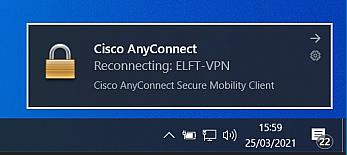 Cisco AnyConnect
Reconnecting: ELFT-VPN
Cisco AnyConnect Secure Mobility Client
15:59
25/03/2021
22